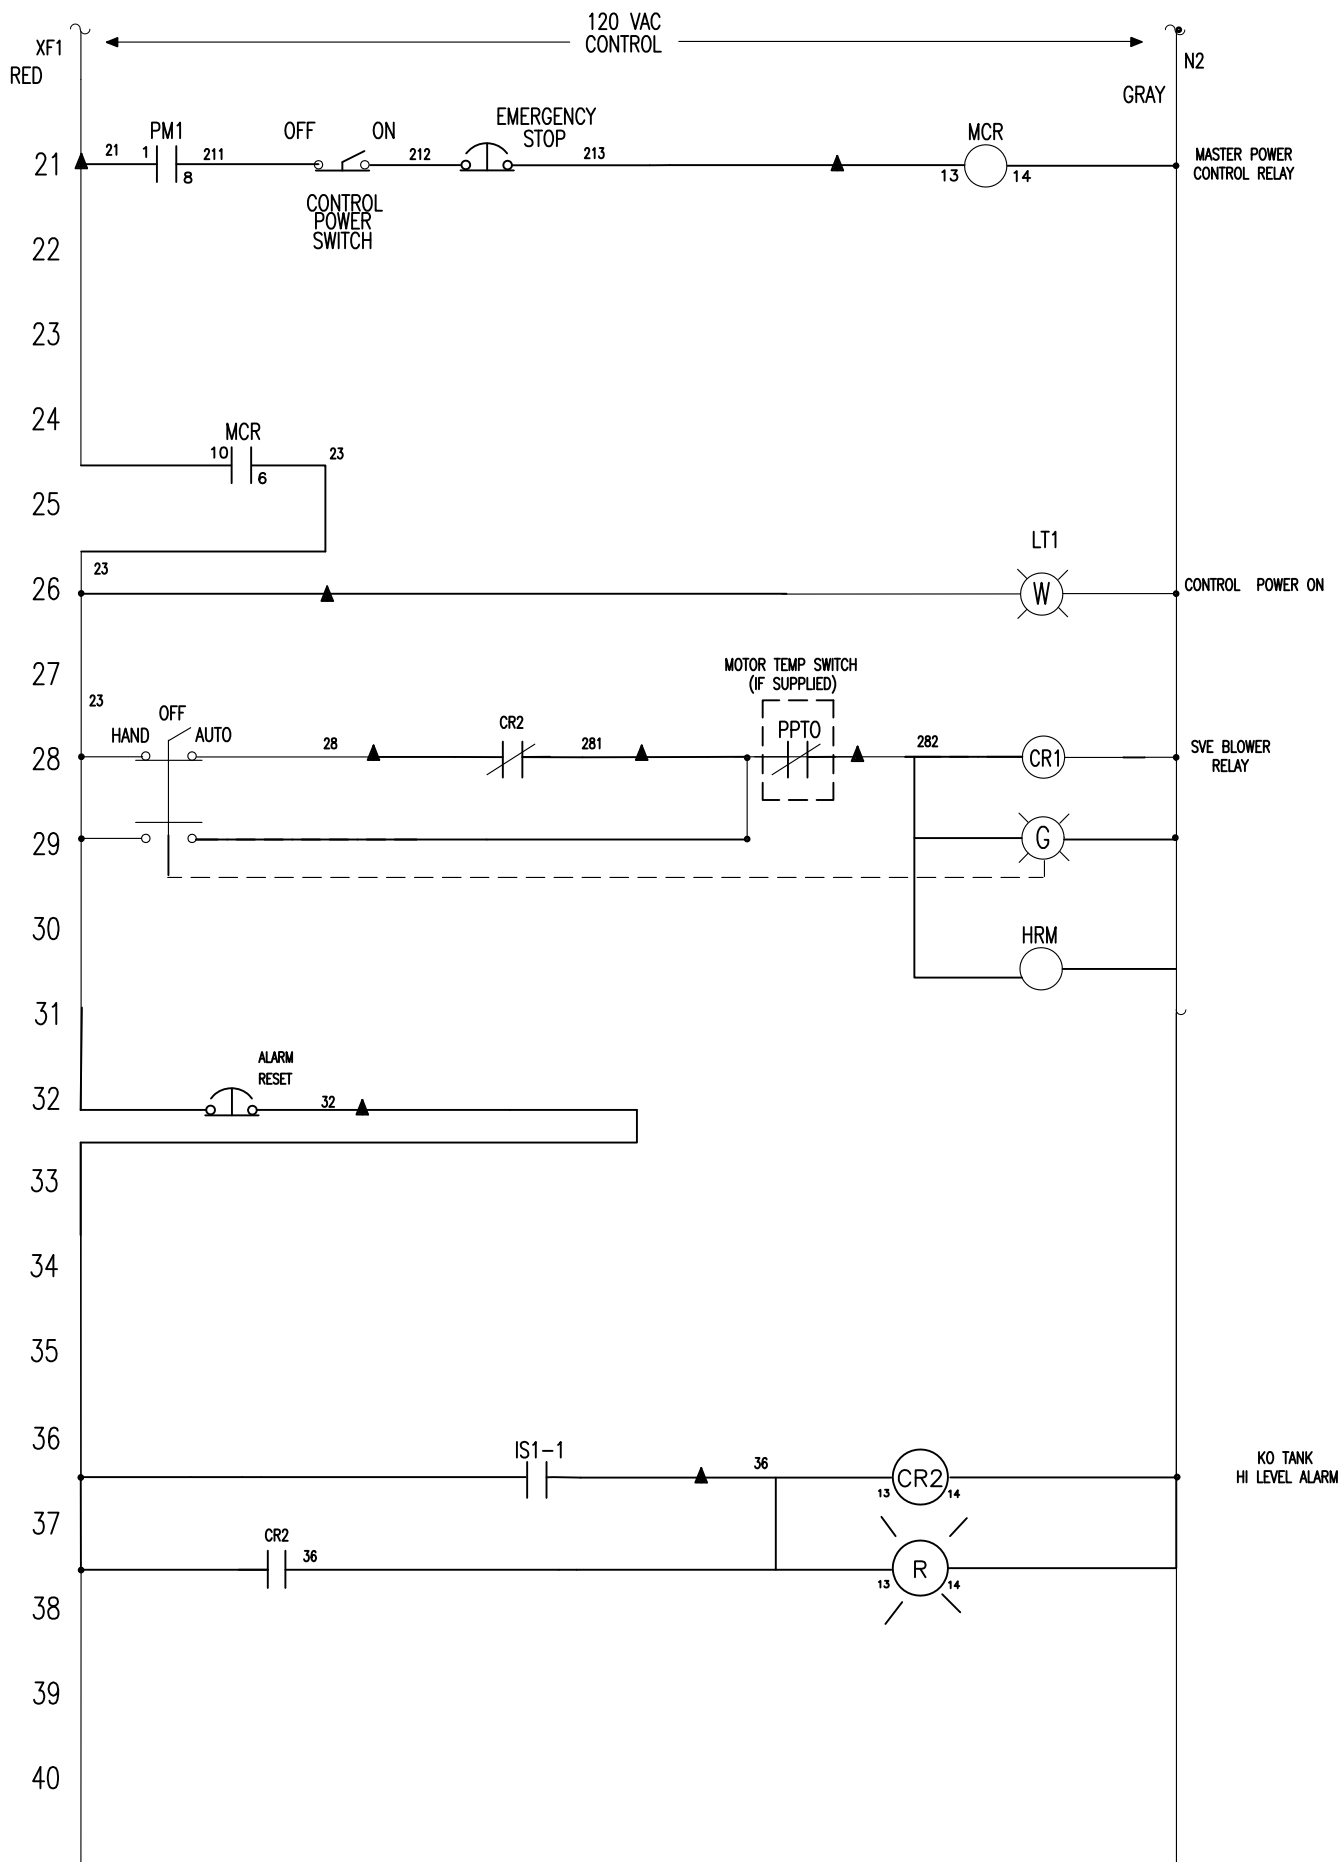 120 VAC
CONTROL
XF1
RED
N2
GRAY
21
21
PM1
1
8
211
OFF ON
CONTROL
POWER
SWITCH
212
EMERGENCY
STOP
213
MCR
13 14
MASTER POWER
CONTROL RELAY
22
23
24
MCR
10
6
23
25
23
26
LT1
W
CONTROL POWER ON
27
MOTOR TEMP SWITCH
(IF SUPPLIED)
23
28
HAND OFF AUTO
28
CR2
281
PPTO
282
CR1
SVE BLOWER
RELAY
29
G
30
HRM
31
ALARM
RESET
32
32
33
34
35
36
IS1-1
36
CR2
13 14
KO TANK
HI LEVEL ALARM
37
CR2
36
R
13 14
38
39
40